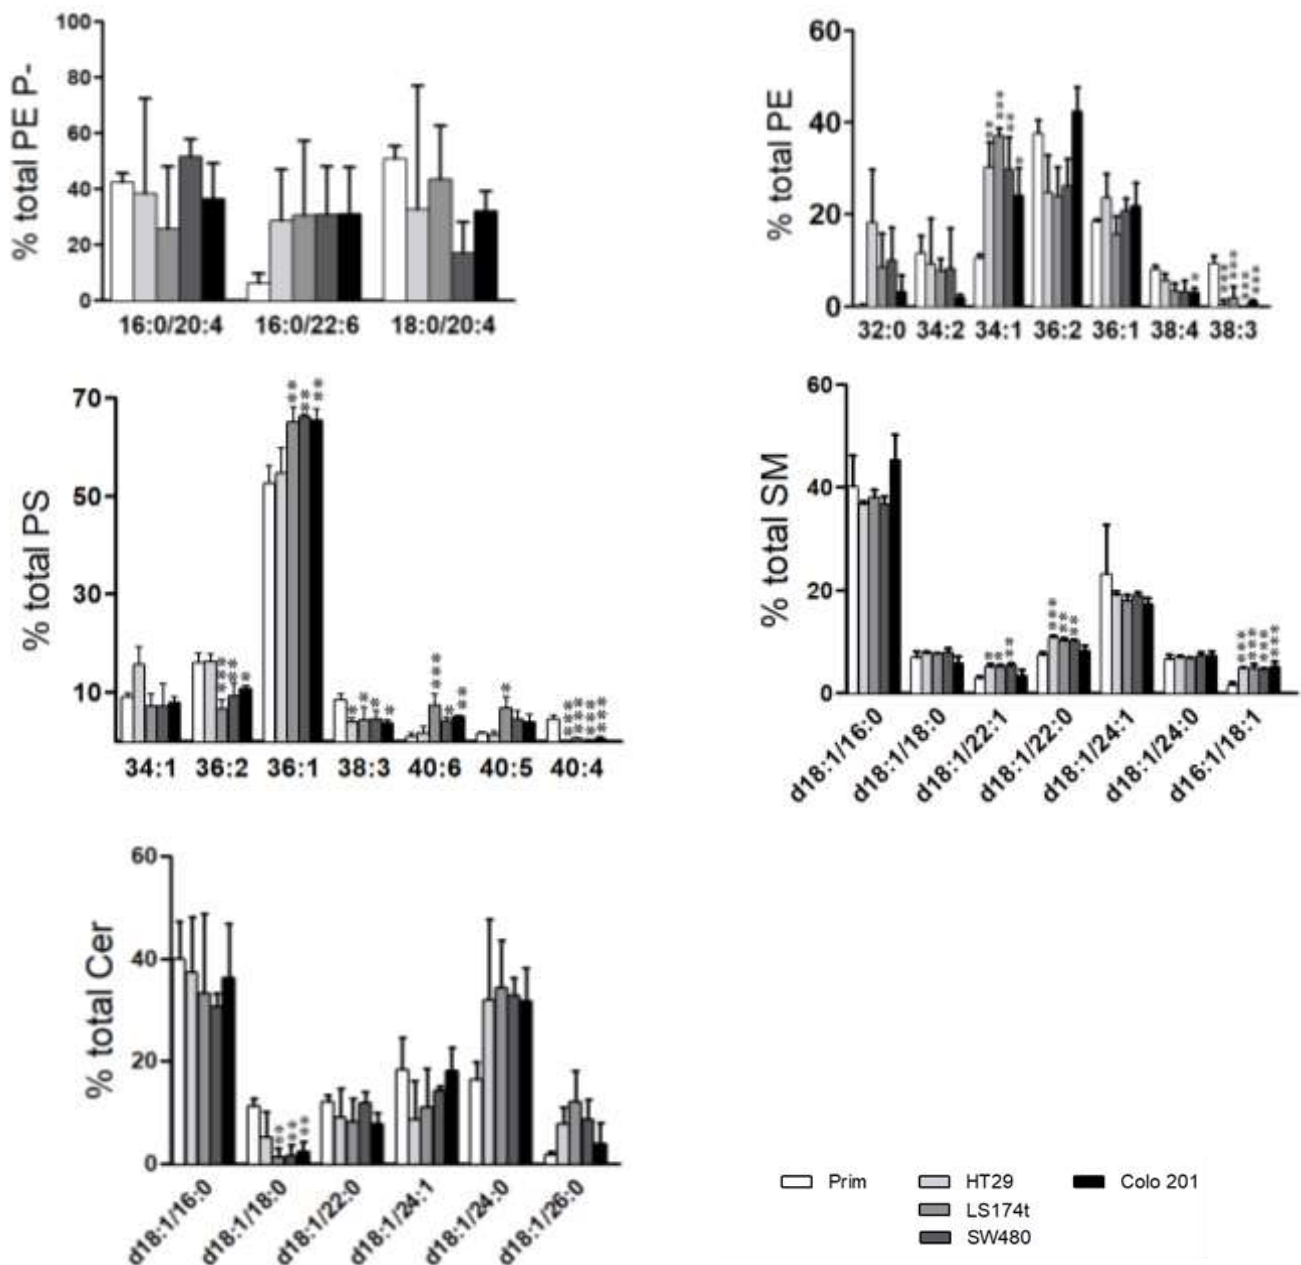 % total PE P-
100
80
60
40
20
0
16:0/20:4 16:0/22:6 18:0/20:4
% total PE
60
40
20
0
32:0 34:2 34:1 36:2 36:1 38:4 38:3
** *** ** * * *** *** *** ***
% total PS
70
50
30
10
34:1 36:2 36:1 38:3 40:6 40:5 40:4
*** ** * ** ** ** * * * * *** * ** * *** *** *** ***
% total SM
60
40
20
0
d18:1/16:0 d18:1/18:0 d18:1/22:1 d18:1/22:0 d18:1/24:1 d18:1/24:0 d16:1/18:1
* * ** *** ** ** *** *** *** ***
% total Cer
60
40
20
0
d18:1/16:0 d18:1/18:0 d18:1/22:0 d18:1/24:1 d18:1/24:0 d18:1/26:0
** ** **
Prim HT29 Colo 201
LS174t
SW480